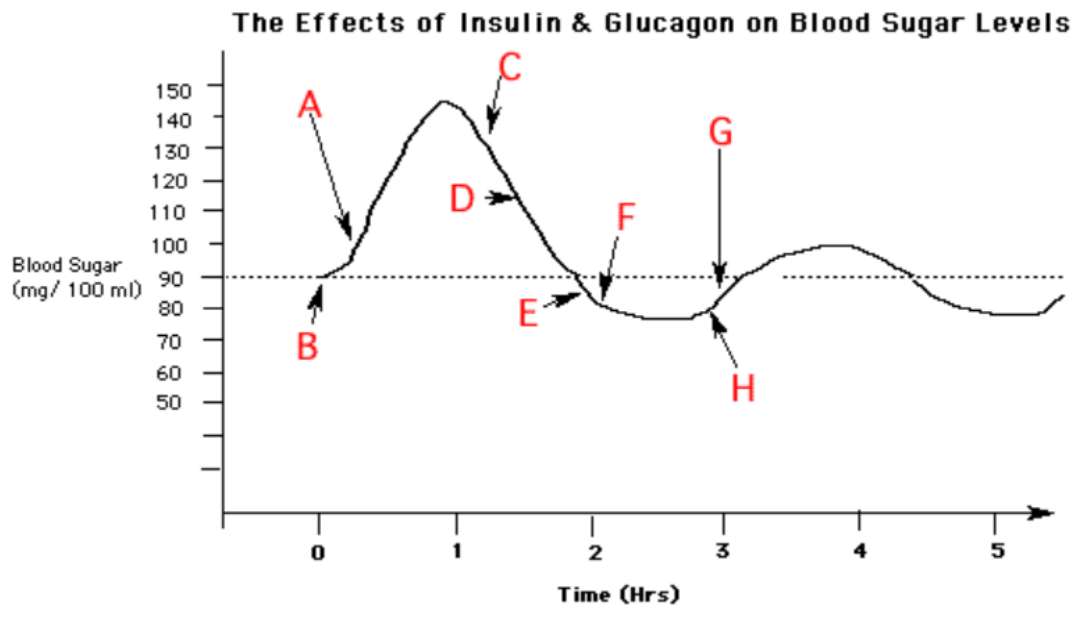 The Effects of Insulin & Glucagon on Blood Sugar Levels
C
150
A
140
G
130
120
D
110
F
100
Blood Sugar
(mg/ 100 ml)
90
80
E
70
B
60
H
50
0 1 2 3 4 5
Time (Hrs)